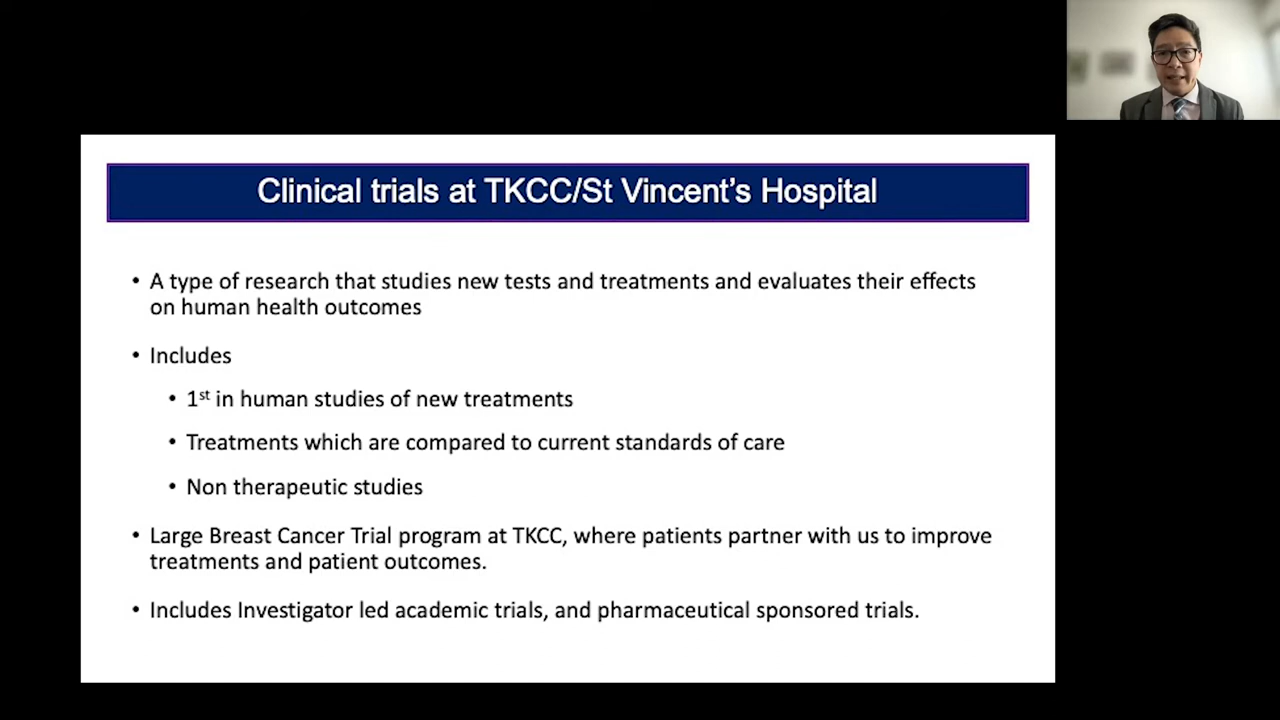 Clinical trials at TKCC/St Vincent’s Hospital
• A type of research that studies new tests and treatments and evaluates their effects
on human health outcomes
• Includes
• 1st in human studies of new treatments
• Treatments which are compared to current standards of care
• Non therapeutic studies
• Large Breast Cancer Trial program at TKCC, where patients partner with us to improve
treatments and patient outcomes.
• Includes Investigator led academic trials, and pharmaceutical sponsored trials.